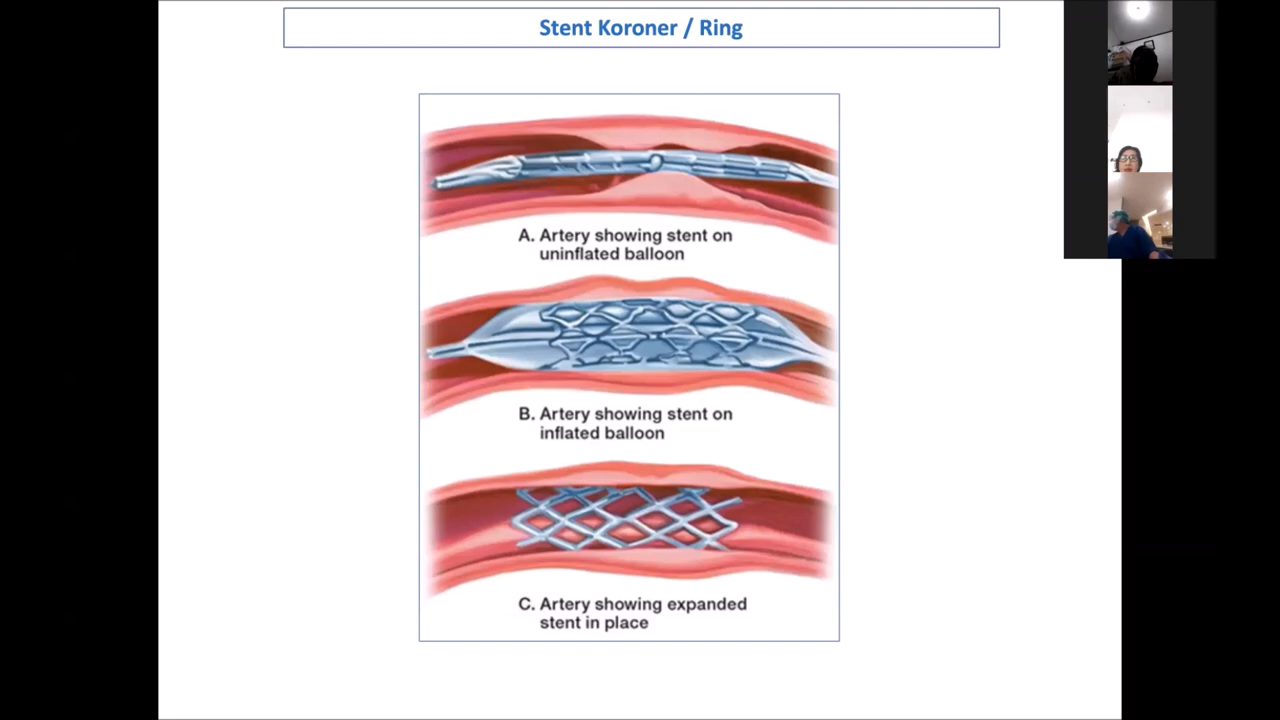 Stent Koroner / Ring
A. Artery showing stent on
uninflated balloon
B. Artery showing stent on
inflated balloon
C. Artery showing expanded
stent in place